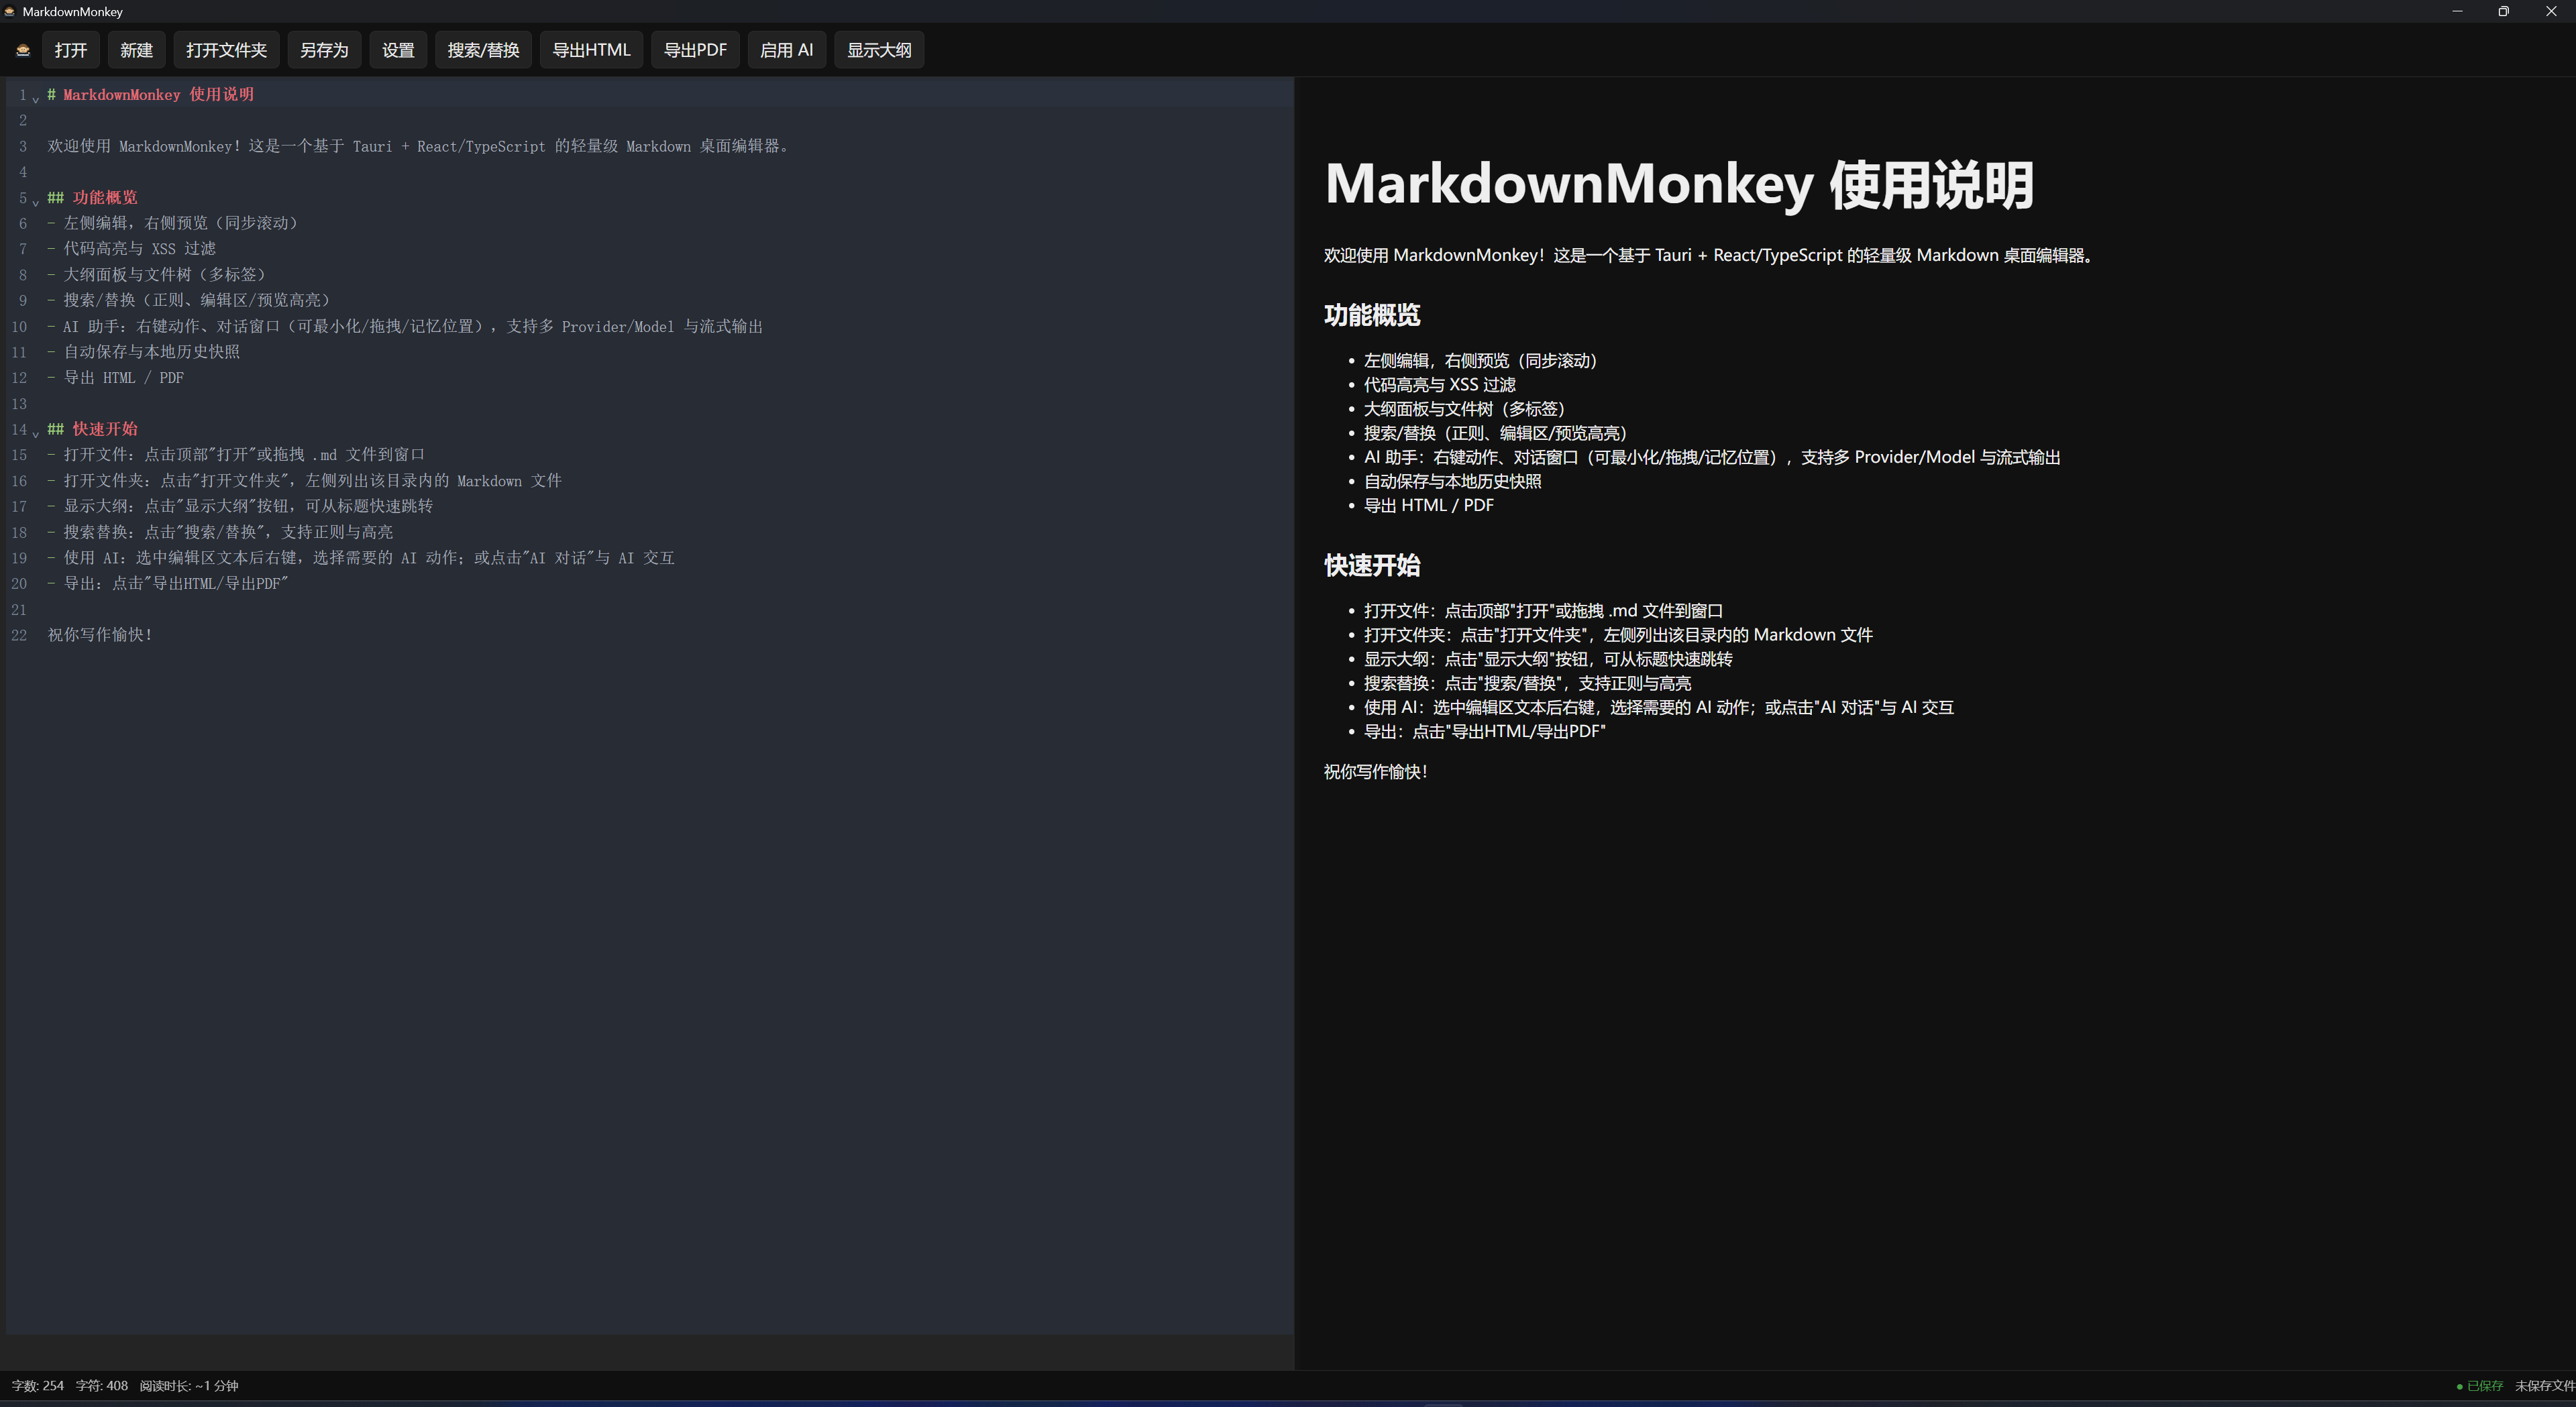 MarkdownMonkey
打开 新建 打开文件夹 另存为 设置 搜索/替换 导出HTML 导出PDF 启用 AI 显示大纲
1 # MarkdownMonkey 使用说明
2
3 欢迎使用 MarkdownMonkey！这是一个基于 Tauri + React/TypeScript 的轻量级 Markdown 桌面编辑器。
4
5 ## 功能概览
6 - 左侧编辑，右侧预览（同步滚动）
7 - 代码高亮与 XSS 过滤
8 - 大纲面板与文件树（多标签）
9 - 搜索/替换（正则、编辑区/预览高亮）
10 - AI 助手：右键动作、对话窗口（可最小化/拖拽/记忆位置），支持多 Provider/Model 与流式输出
11 - 自动保存与本地历史快照
12 - 导出 HTML / PDF
13
14 ## 快速开始
15 - 打开文件：点击顶部"打开"或拖拽 .md 文件到窗口
16 - 打开文件夹：点击"打开文件夹"，左侧列出该目录内的 Markdown 文件
17 - 显示大纲：点击"显示大纲"按钮，可从标题快速跳转
18 - 搜索替换：点击"搜索/替换"，支持正则与高亮
19 - 使用 AI：选中编辑区文本后右键，选择需要的 AI 动作；或点击"AI 对话"与 AI 交互
20 - 导出：点击"导出HTML/导出PDF"
21
22 祝你写作愉快！
MarkdownMonkey 使用说明
欢迎使用 MarkdownMonkey！这是一个基于 Tauri + React/TypeScript 的轻量级 Markdown 桌面编辑器。
功能概览
• 左侧编辑，右侧预览（同步滚动）
• 代码高亮与 XSS 过滤
• 大纲面板与文件树（多标签）
• 搜索/替换（正则、编辑区/预览高亮）
• AI 助手：右键动作、对话窗口（可最小化/拖拽/记忆位置），支持多 Provider/Model 与流式输出
• 自动保存与本地历史快照
• 导出 HTML / PDF
快速开始
• 打开文件：点击顶部"打开"或拖拽 .md 文件到窗口
• 打开文件夹：点击"打开文件夹"，左侧列出该目录内的 Markdown 文件
• 显示大纲：点击"显示大纲"按钮，可从标题快速跳转
• 搜索替换：点击"搜索/替换"，支持正则与高亮
• 使用 AI：选中编辑区文本后右键，选择需要的 AI 动作；或点击"AI 对话"与 AI 交互
• 导出：点击"导出HTML/导出PDF"
祝你写作愉快！
字数: 254 字符: 408 阅读时长: ~1 分钟 ● 已保存 未保存文件